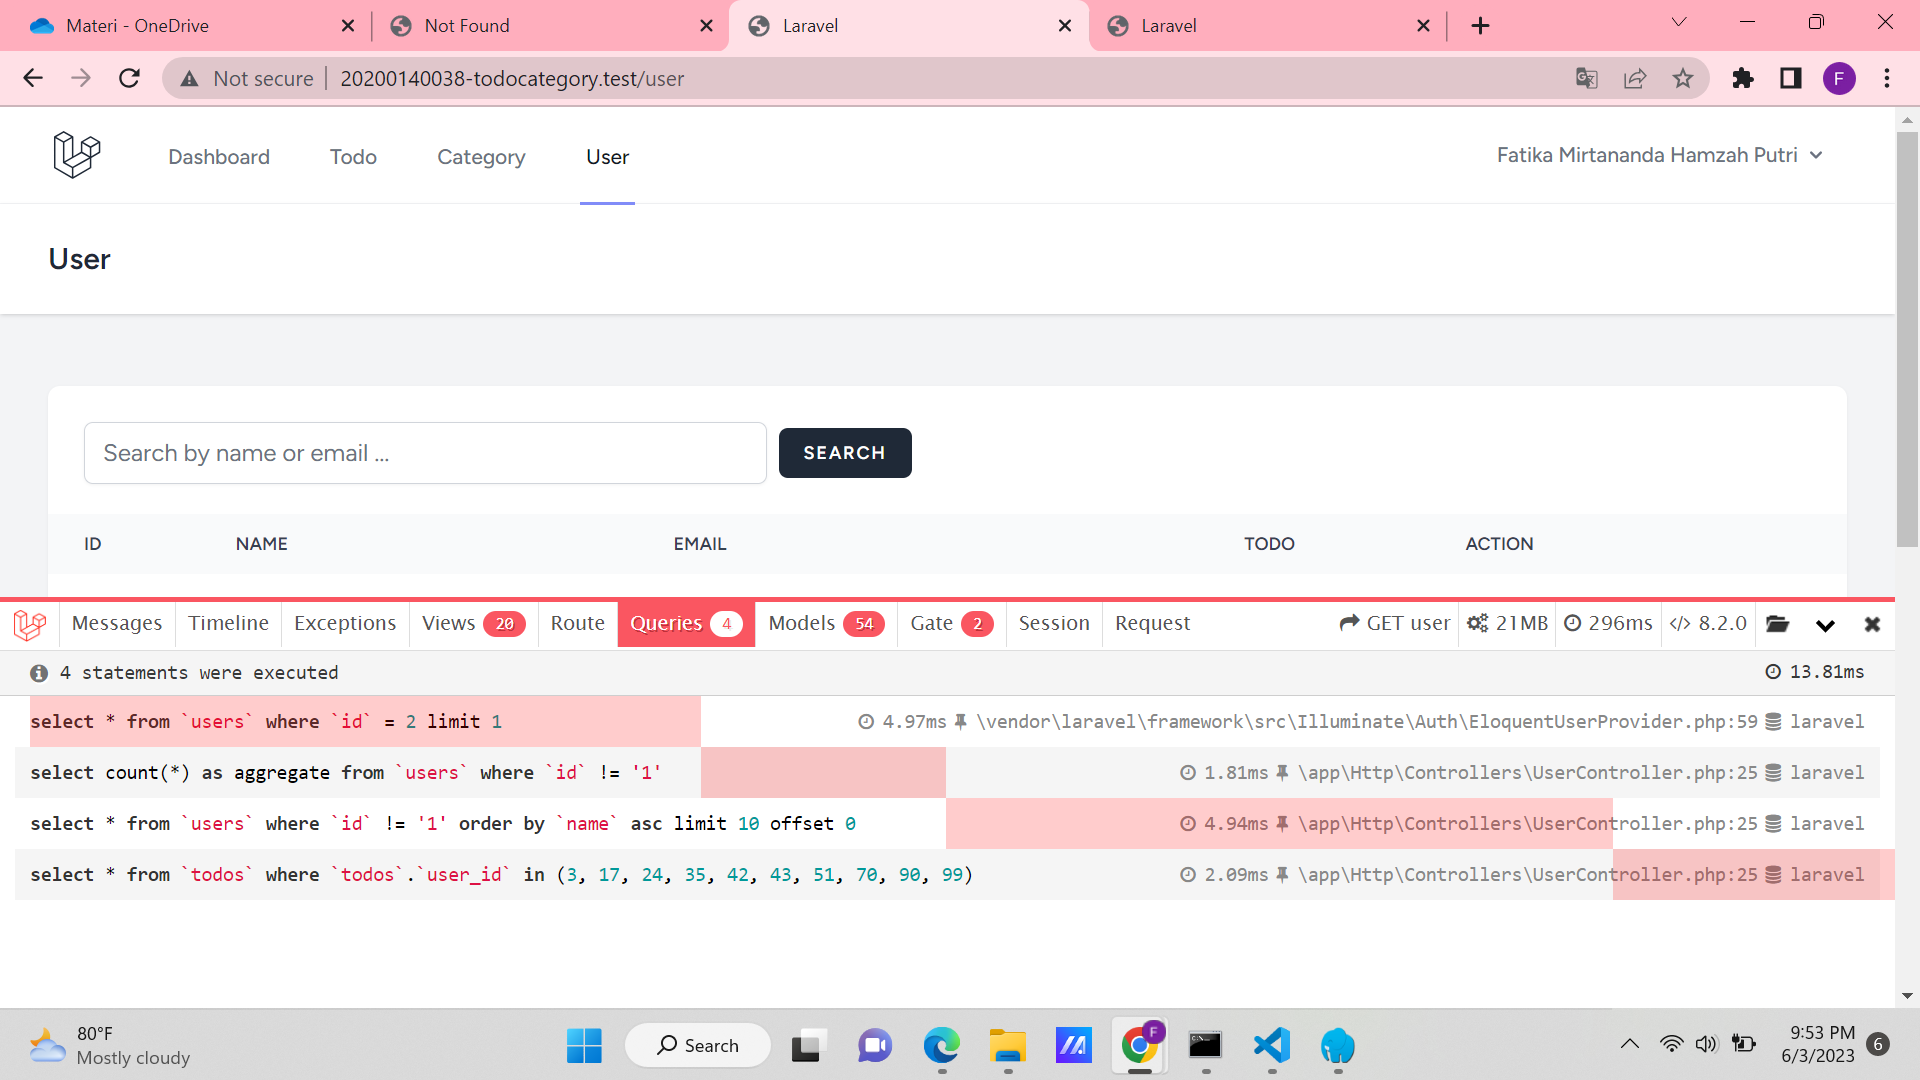 Materi - OneDrive
Not Found
Laravel
Laravel
Not secure
20200140038-todocategory.test/user
F
Dashboard
Todo
Category
User
Fatika Mirtananda Hamzah Putri
User
Search by name or email ...
SEARCH
ID NAME EMAIL TODO ACTION
Messages Timeline Exceptions Views 20 Route Queries 4 Models 54 Gate 2 Session Request GET user 21MB 296ms </> 8.2.0
4 statements were executed 13.81ms
select * from `users` where `id` = 2 limit 1 4.97ms \vendor\laravel\framework\src\Illuminate\Auth\EloquentUserProvider.php:59 laravel
select count(*) as aggregate from `users` where `id` != '1' 1.81ms \app\Http\Controllers\UserController.php:25 laravel
select * from `users` where `id` != '1' order by `name` asc limit 10 offset 0 4.94ms \app\Http\Controllers\UserController.php:25 laravel
select * from `todos` where `todos`.`user_id` in (3, 17, 24, 35, 42, 43, 51, 70, 90, 99) 2.09ms \app\Http\Controllers\UserController.php:25 laravel
80°F
Mostly cloudy
Search
F
9:53 PM
6/3/2023
6